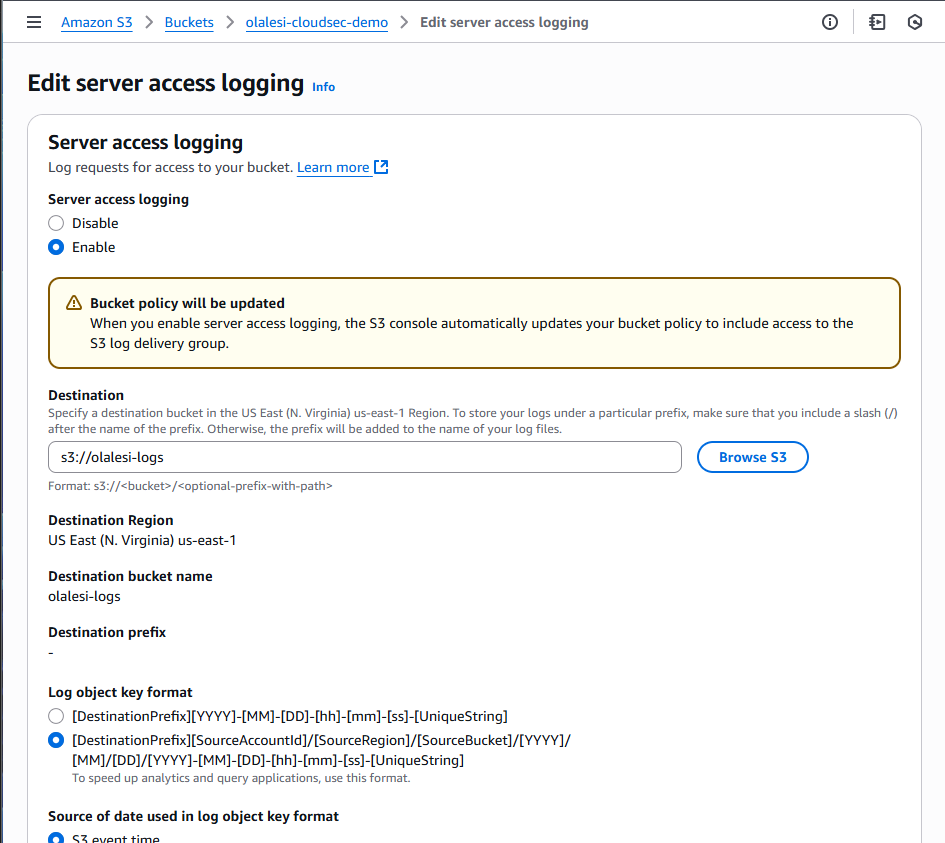 Amazon S3 > Buckets > olalesi-cloudsec-demo > Edit server access logging
Edit server access logging Info
Server access logging
Log requests for access to your bucket. Learn more
Server access logging
Disable
Enable
Bucket policy will be updated
When you enable server access logging, the S3 console automatically updates your bucket policy to include access to the
S3 log delivery group.
Destination
Specify a destination bucket in the US East (N. Virginia) us-east-1 Region. To store your logs under a particular prefix, make sure that you include a slash (/)
after the name of the prefix. Otherwise, the prefix will be added to the name of your log files.
s3://olalesi-logs
Browse S3
Format: s3://<bucket>/<optional-prefix-with-path>
Destination Region
US East (N. Virginia) us-east-1
Destination bucket name
olalesi-logs
Destination prefix
-
Log object key format
[DestinationPrefix][YYYY]-[MM]-[DD]-[hh]-[mm]-[ss]-[UniqueString]
[DestinationPrefix][SourceAccountId]/[SourceRegion]/[SourceBucket]/[YYYY]/
[MM]/[DD]/[YYYY]-[MM]-[DD]-[hh]-[mm]-[ss]-[UniqueString]
To speed up analytics and query applications, use this format.
Source of date used in log object key format
S3 event time